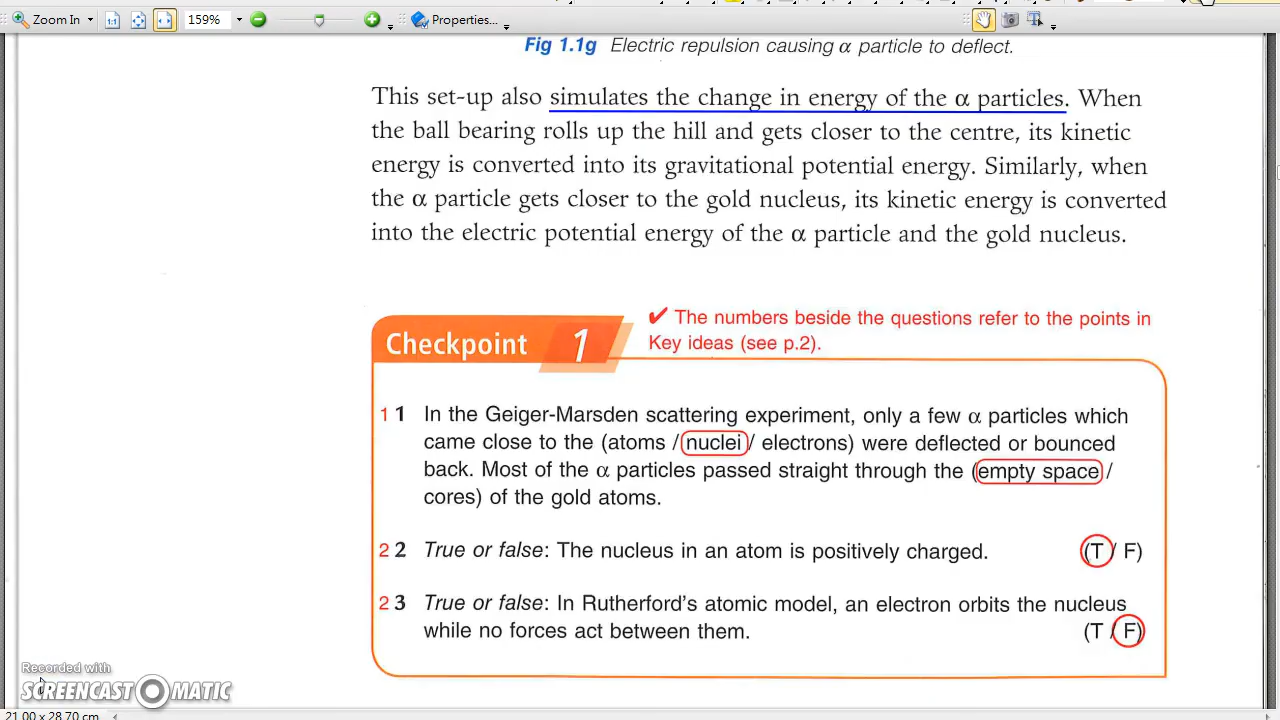 Zoom In
1:1
159%
Properties...
Fig 1.1g Electric repulsion causing α particle to deflect.
This set-up also simulates the change in energy of the α particles. When
the ball bearing rolls up the hill and gets closer to the centre, its kinetic
energy is converted into its gravitational potential energy. Similarly, when
the α particle gets closer to the gold nucleus, its kinetic energy is converted
into the electric potential energy of the α particle and the gold nucleus.
✔ The numbers beside the questions refer to the points in
Key ideas (see p.2).
Checkpoint 1
1 1 In the Geiger-Marsden scattering experiment, only a few α particles which
came close to the (atoms / nuclei / electrons) were deflected or bounced
back. Most of the α particles passed straight through the (empty space /
cores) of the gold atoms.
2 2 True or false: The nucleus in an atom is positively charged. (T / F)
2 3 True or false: In Rutherford's atomic model, an electron orbits the nucleus
while no forces act between them. (T / F)
Recorded with
SCREENCAST MATIC
21.00 x 28.70 cm